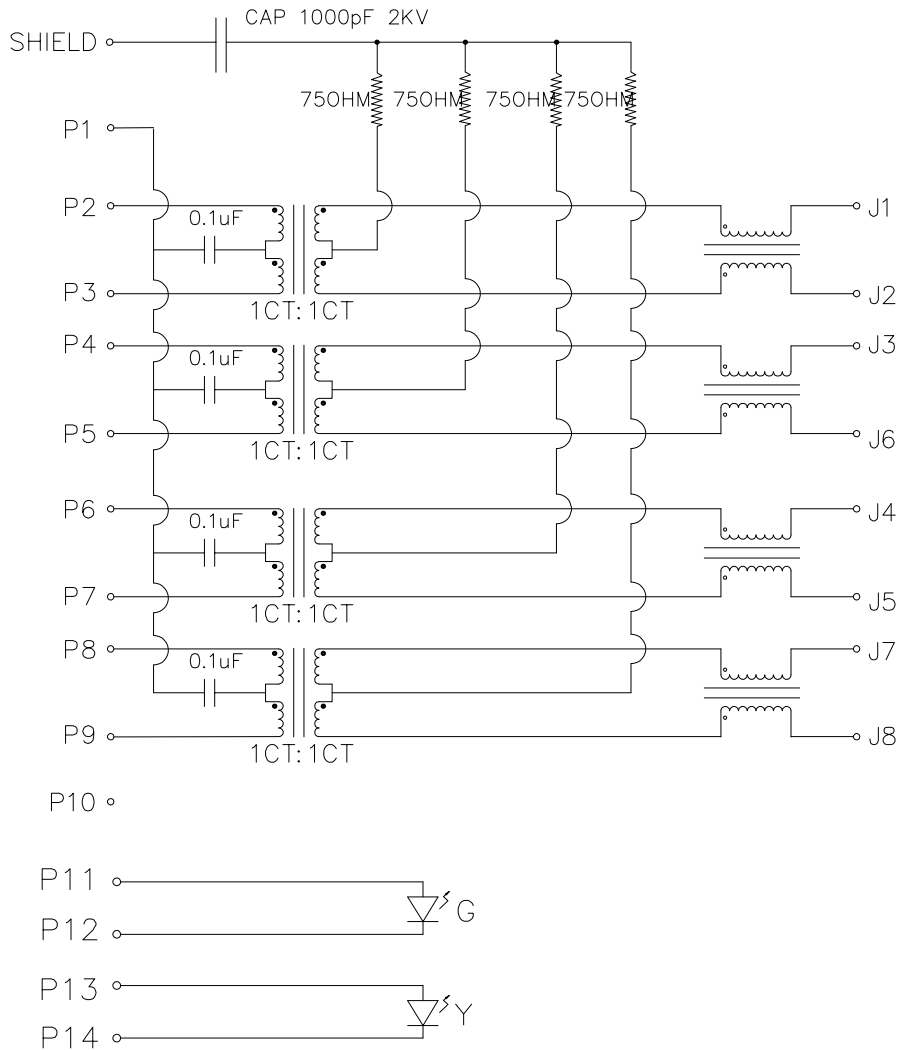 CAP 1000pF 2KV
SHIELD
75OHM 75OHM 75OHM 75OHM
P1
P2
0.1uF
J1
P3
1CT:1CT
J2
P4
0.1uF
J3
P5
1CT:1CT
J6
P6
0.1uF
J4
P7
1CT:1CT
J5
P8
0.1uF
J7
P9
1CT:1CT
J8
P10
P11
G
P12
P13
Y
P14